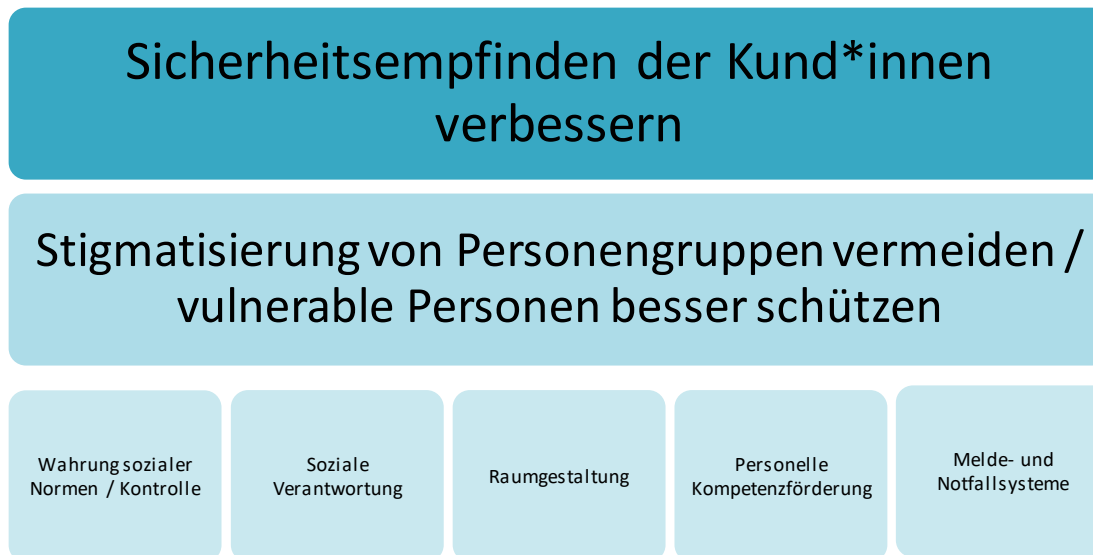 Sicherheitsempfinden der Kund*innen
verbessern
Stigmatisierung von Personengruppen vermeiden /
vulnerable Personen besser schützen
Wahrung sozialer
Normen / Kontrolle
Soziale
Verantwortung
Raumgestaltung
Personelle
Kompetenzförderung
Melde- und
Notfallsysteme